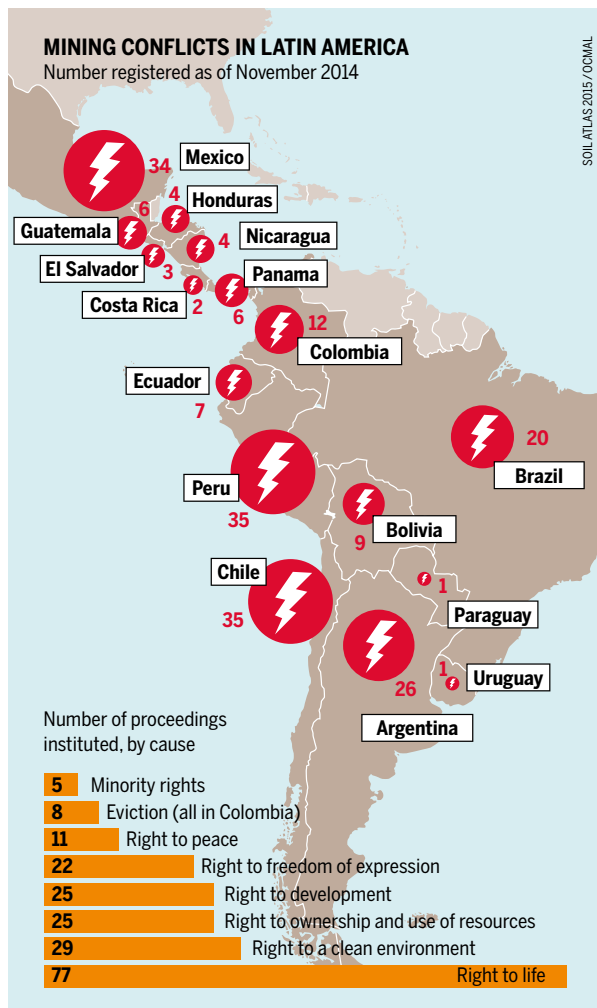 MINING CONFLICTS IN LATIN AMERICA
Number registered as of November 2014
SOIL ATLAS 2015 / OCMAL
34
Mexico
4
Honduras
6
Guatemala
4
Nicaragua
El Salvador
3
Panama
Costa Rica
2
6
12
Colombia
Ecuador
7
20
Brazil
Peru
35
Bolivia
9
Chile
35
1
Paraguay
26
1
Uruguay
Argentina
Number of proceedings
instituted, by cause
5 Minority rights
8 Eviction (all in Colombia)
11 Right to peace
22 Right to freedom of expression
25 Right to development
25 Right to ownership and use of resources
29 Right to a clean environment
77 Right to life